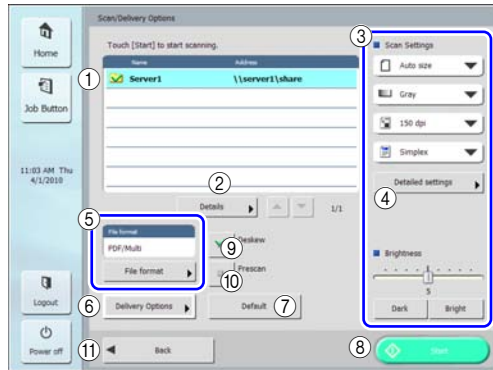 Scan/Delivery Options
Home
Job Button
11:03 AM Thu
4/1/2010
Logout
Power off
Touch [Start] to start scanning.
Name Address
① Server1 \\server1\share
②
Details 1/1
③
Scan Settings
Auto size
Gray
150 dpi
Simplex
Detailed settings
④
⑤
File format
PDF/Multi
File format
⑨ Deskew
⑩ Prescan
⑥ Delivery Options
Default ⑦
Brightness
5
Dark Bright
⑪ Back
⑧ Start